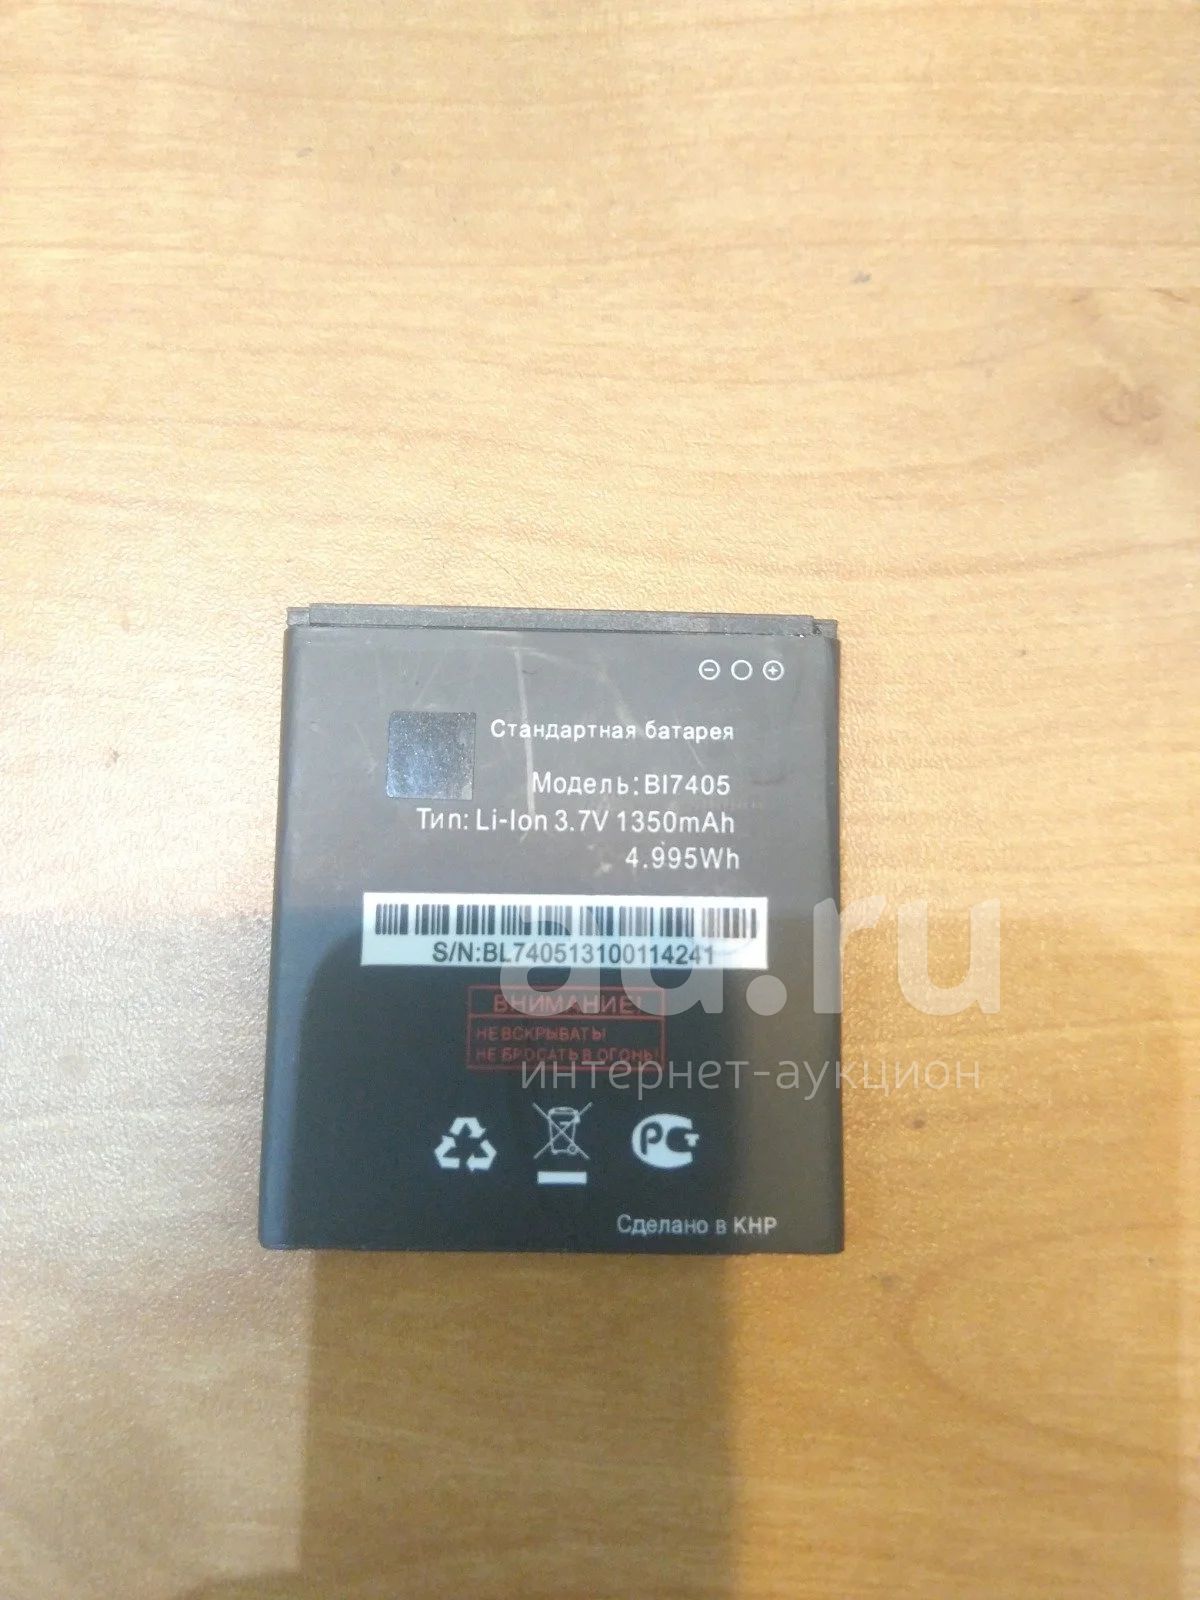 Стандартная батарея
Модель: BI7405
Тип: Li-Ion 3.7V 1350mAh
4.995Wh
S/N:BL740513100114241
ВНИМАНИЕ!
НЕ ВСКРЫВАТЬ!
НЕ БРОСАТЬ В ОГОНЬ!
au.ru
интернет-аукцион
РСТ
Сделано в КНР